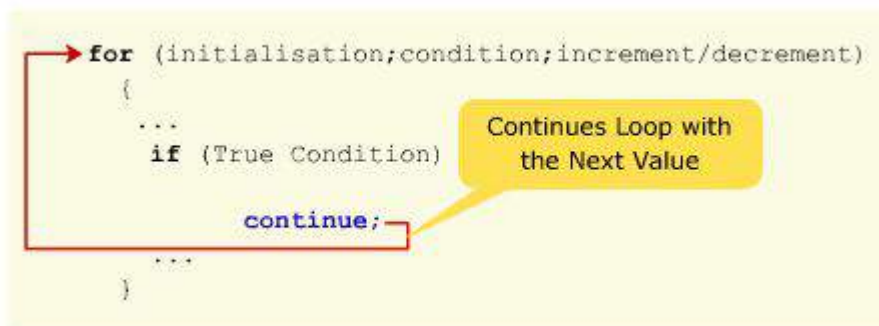 for (initialisation;condition;increment/decrement)
{
...
if (True Condition)
Continues Loop with
the Next Value
continue;
...
}